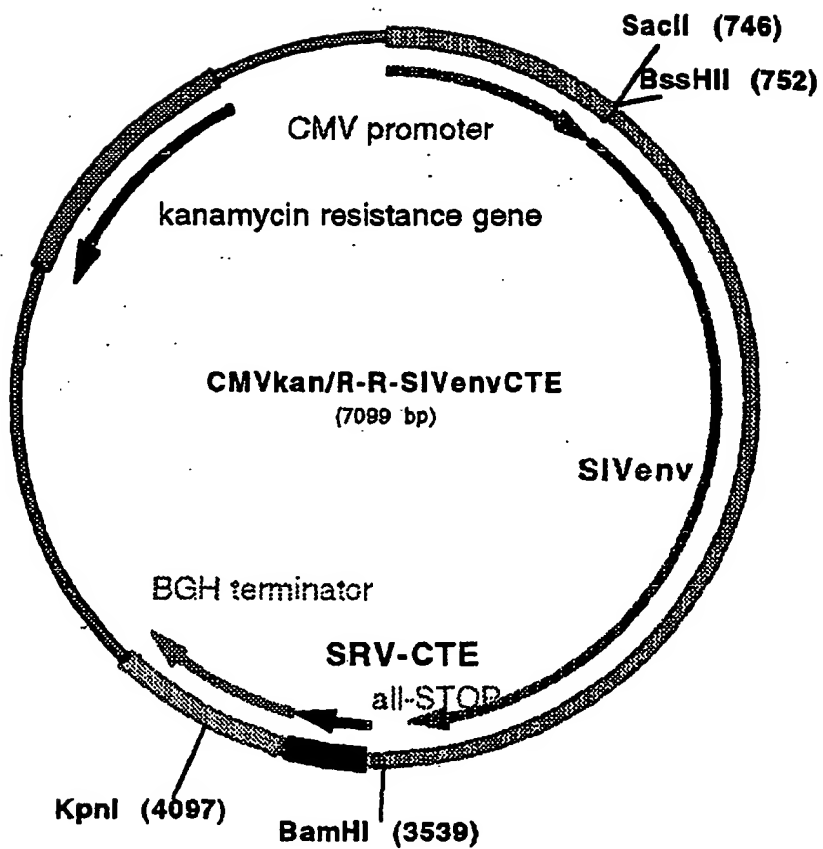 SacII (746)
BssHII (752)
CMV promoter
kanamycin resistance gene
CMVkan/R-R-SIVenvCTE
(7099 bp)
SIVenv
BGH terminator
SRV-CTE
all-STOP
KpnI (4097)
BamHI (3539)